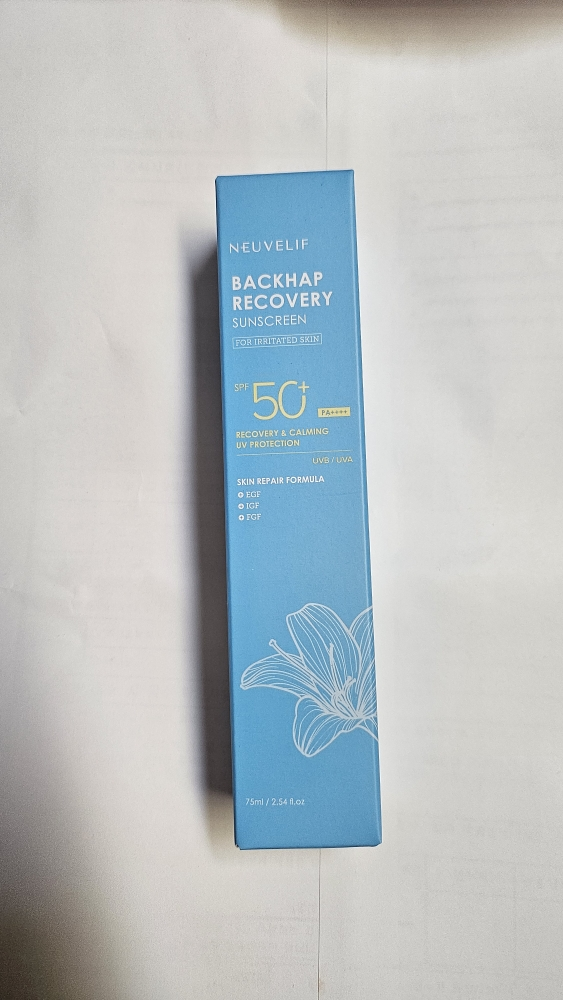 NEUVELIF
BACKHAP
RECOVERY
SUNSCREEN
FOR IRRITATED SKIN
SPF 50+ PA++++
RECOVERY & CALMING
UV PROTECTION
UVB / UVA
SKIN REPAIR FORMULA
EGF
IGF
FGF
75ml / 2.54 fl.oz